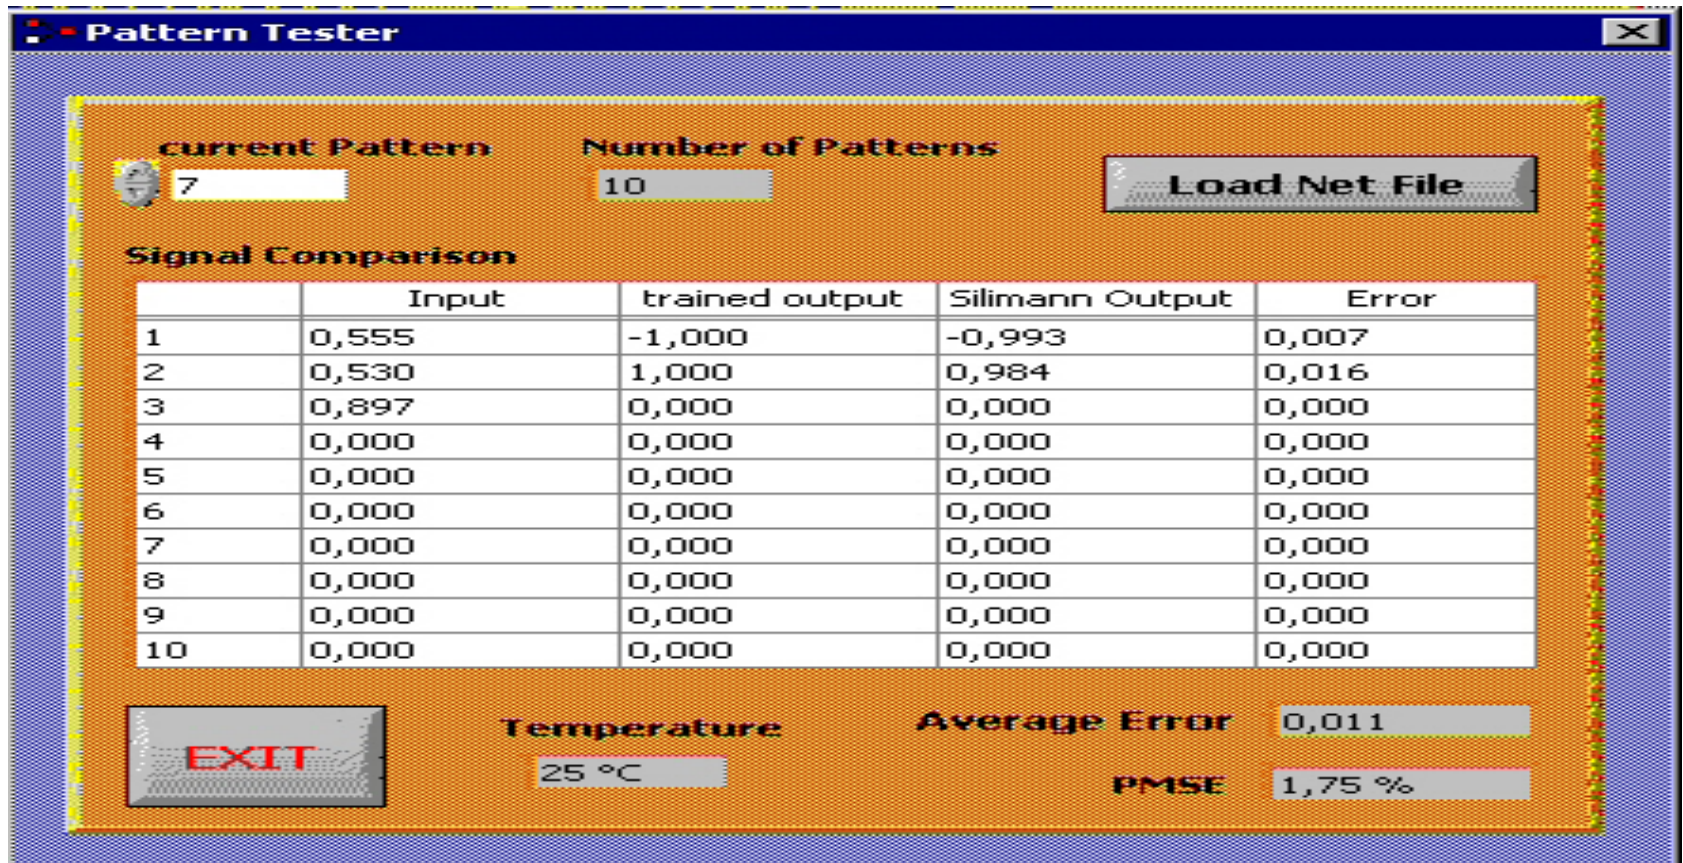 Pattern Tester
current Pattern Number of Patterns
7 10 Load Net File
Signal Comparison
Input trained output Silimann Output Error
1 0,555 -1,000 -0,993 0,007
2 0,530 1,000 0,984 0,016
3 0,897 0,000 0,000 0,000
4 0,000 0,000 0,000 0,000
5 0,000 0,000 0,000 0,000
6 0,000 0,000 0,000 0,000
7 0,000 0,000 0,000 0,000
8 0,000 0,000 0,000 0,000
9 0,000 0,000 0,000 0,000
10 0,000 0,000 0,000 0,000
EXIT Temperature Average Error 0,011
25 °C PMSE 1,75 %